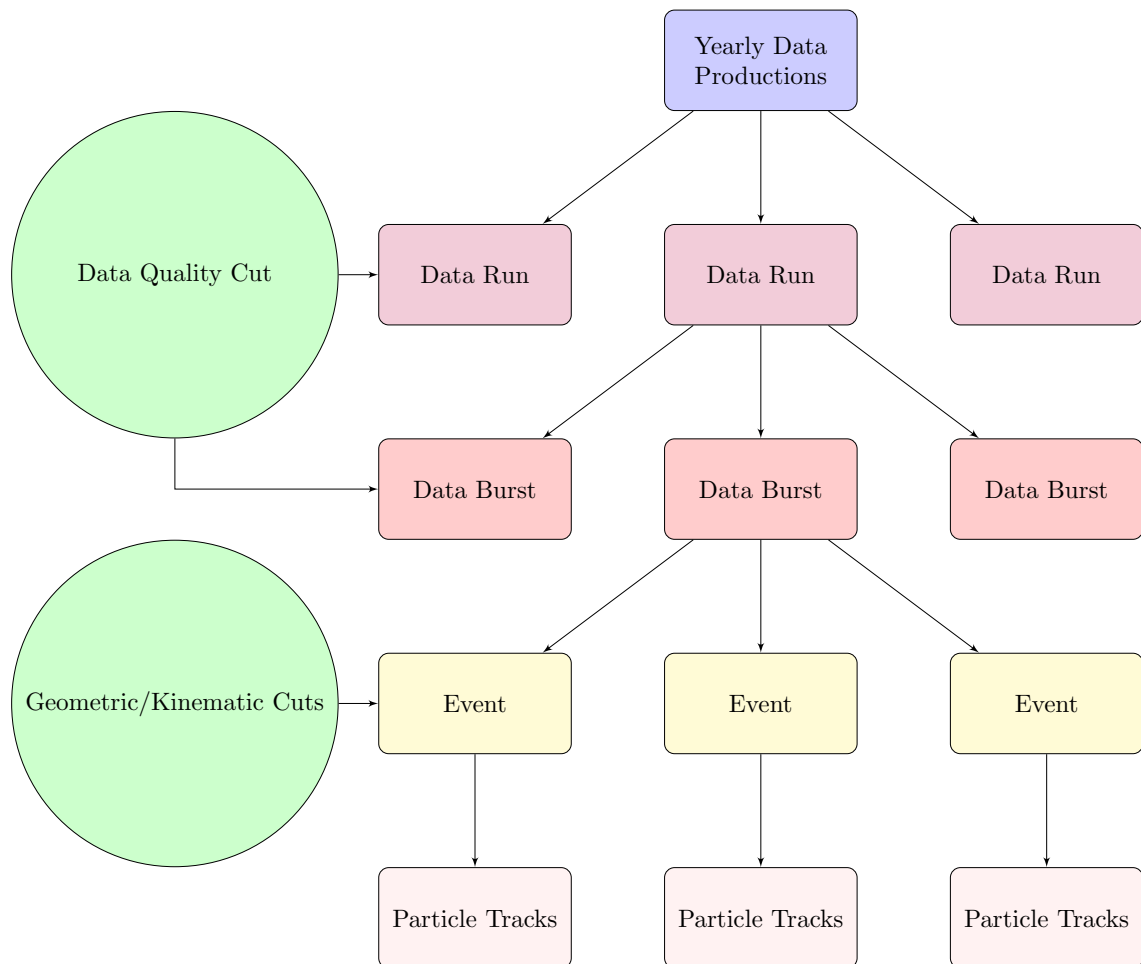 Yearly Data
Productions
Data Quality Cut
Data Run
Data Run
Data Run
Data Burst
Data Burst
Data Burst
Geometric/Kinematic Cuts
Event
Event
Event
Particle Tracks
Particle Tracks
Particle Tracks